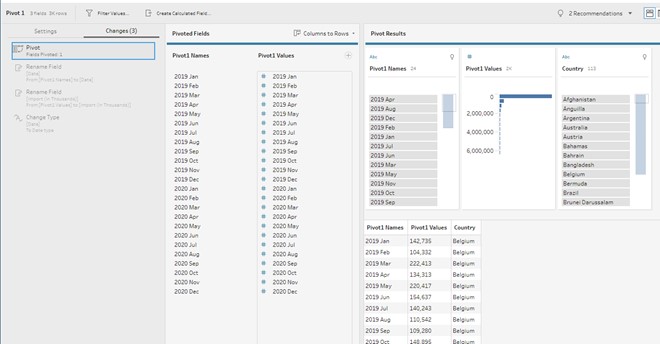 Pivot 1 3 fields 3K rows Filter Values... Create Calculated Field... 2 Recommendations
Settings Changes (3)
Pivot
Fields Pivoted: 1
Rename Field
[Date]
From [Pivot1 Names] to [Date]
Rename Field
[Import (in Thousands)]
From [Pivot1 Values] to [Import (in Thousands)]
Change Type
[Date]
To Date type
Pivoted Fields Columns to Rows
Pivot1 Names Pivot1 Values
2019 Jan 2019 Jan
2019 Feb 2019 Feb
2019 Mar 2019 Mar
2019 Apr 2019 Apr
2019 May 2019 May
2019 Jun 2019 Jun
2019 Jul 2019 Jul
2019 Aug 2019 Aug
2019 Sep 2019 Sep
2019 Oct 2019 Oct
2019 Nov 2019 Nov
2019 Dec 2019 Dec
2020 Jan 2020 Jan
2020 Feb 2020 Feb
2020 Mar 2020 Mar
2020 Apr 2020 Apr
2020 May 2020 May
2020 Jun 2020 Jun
2020 Jul 2020 Jul
2020 Aug 2020 Aug
2020 Sep 2020 Sep
2020 Oct 2020 Oct
2020 Nov 2020 Nov
2020 Dec 2020 Dec
Pivot Results
Abc
Pivot1 Names 24
2019 Apr
2019 Aug
2019 Dec
2019 Feb
2019 Jan
2019 Jul
2019 Jun
2019 Mar
2019 May
2019 Nov
2019 Oct
2019 Sep
#
Pivot1 Values 2K
0
2,000,000
4,000,000
6,000,000
Abc
Country 113
Afghanistan
Anguilla
Argentina
Australia
Austria
Bahamas
Bahrain
Bangladesh
Belgium
Bermuda
Brazil
Brunei Darussalam
Pivot1 Names Pivot1 Values Country
2019 Jan 142,735 Belgium
2019 Feb 104,332 Belgium
2019 Mar 222,413 Belgium
2019 Apr 134,313 Belgium
2019 May 220,417 Belgium
2019 Jun 154,637 Belgium
2019 Jul 140,243 Belgium
2019 Aug 110,542 Belgium
2019 Sep 109,280 Belgium
2019 Oct 148,895 Belgium